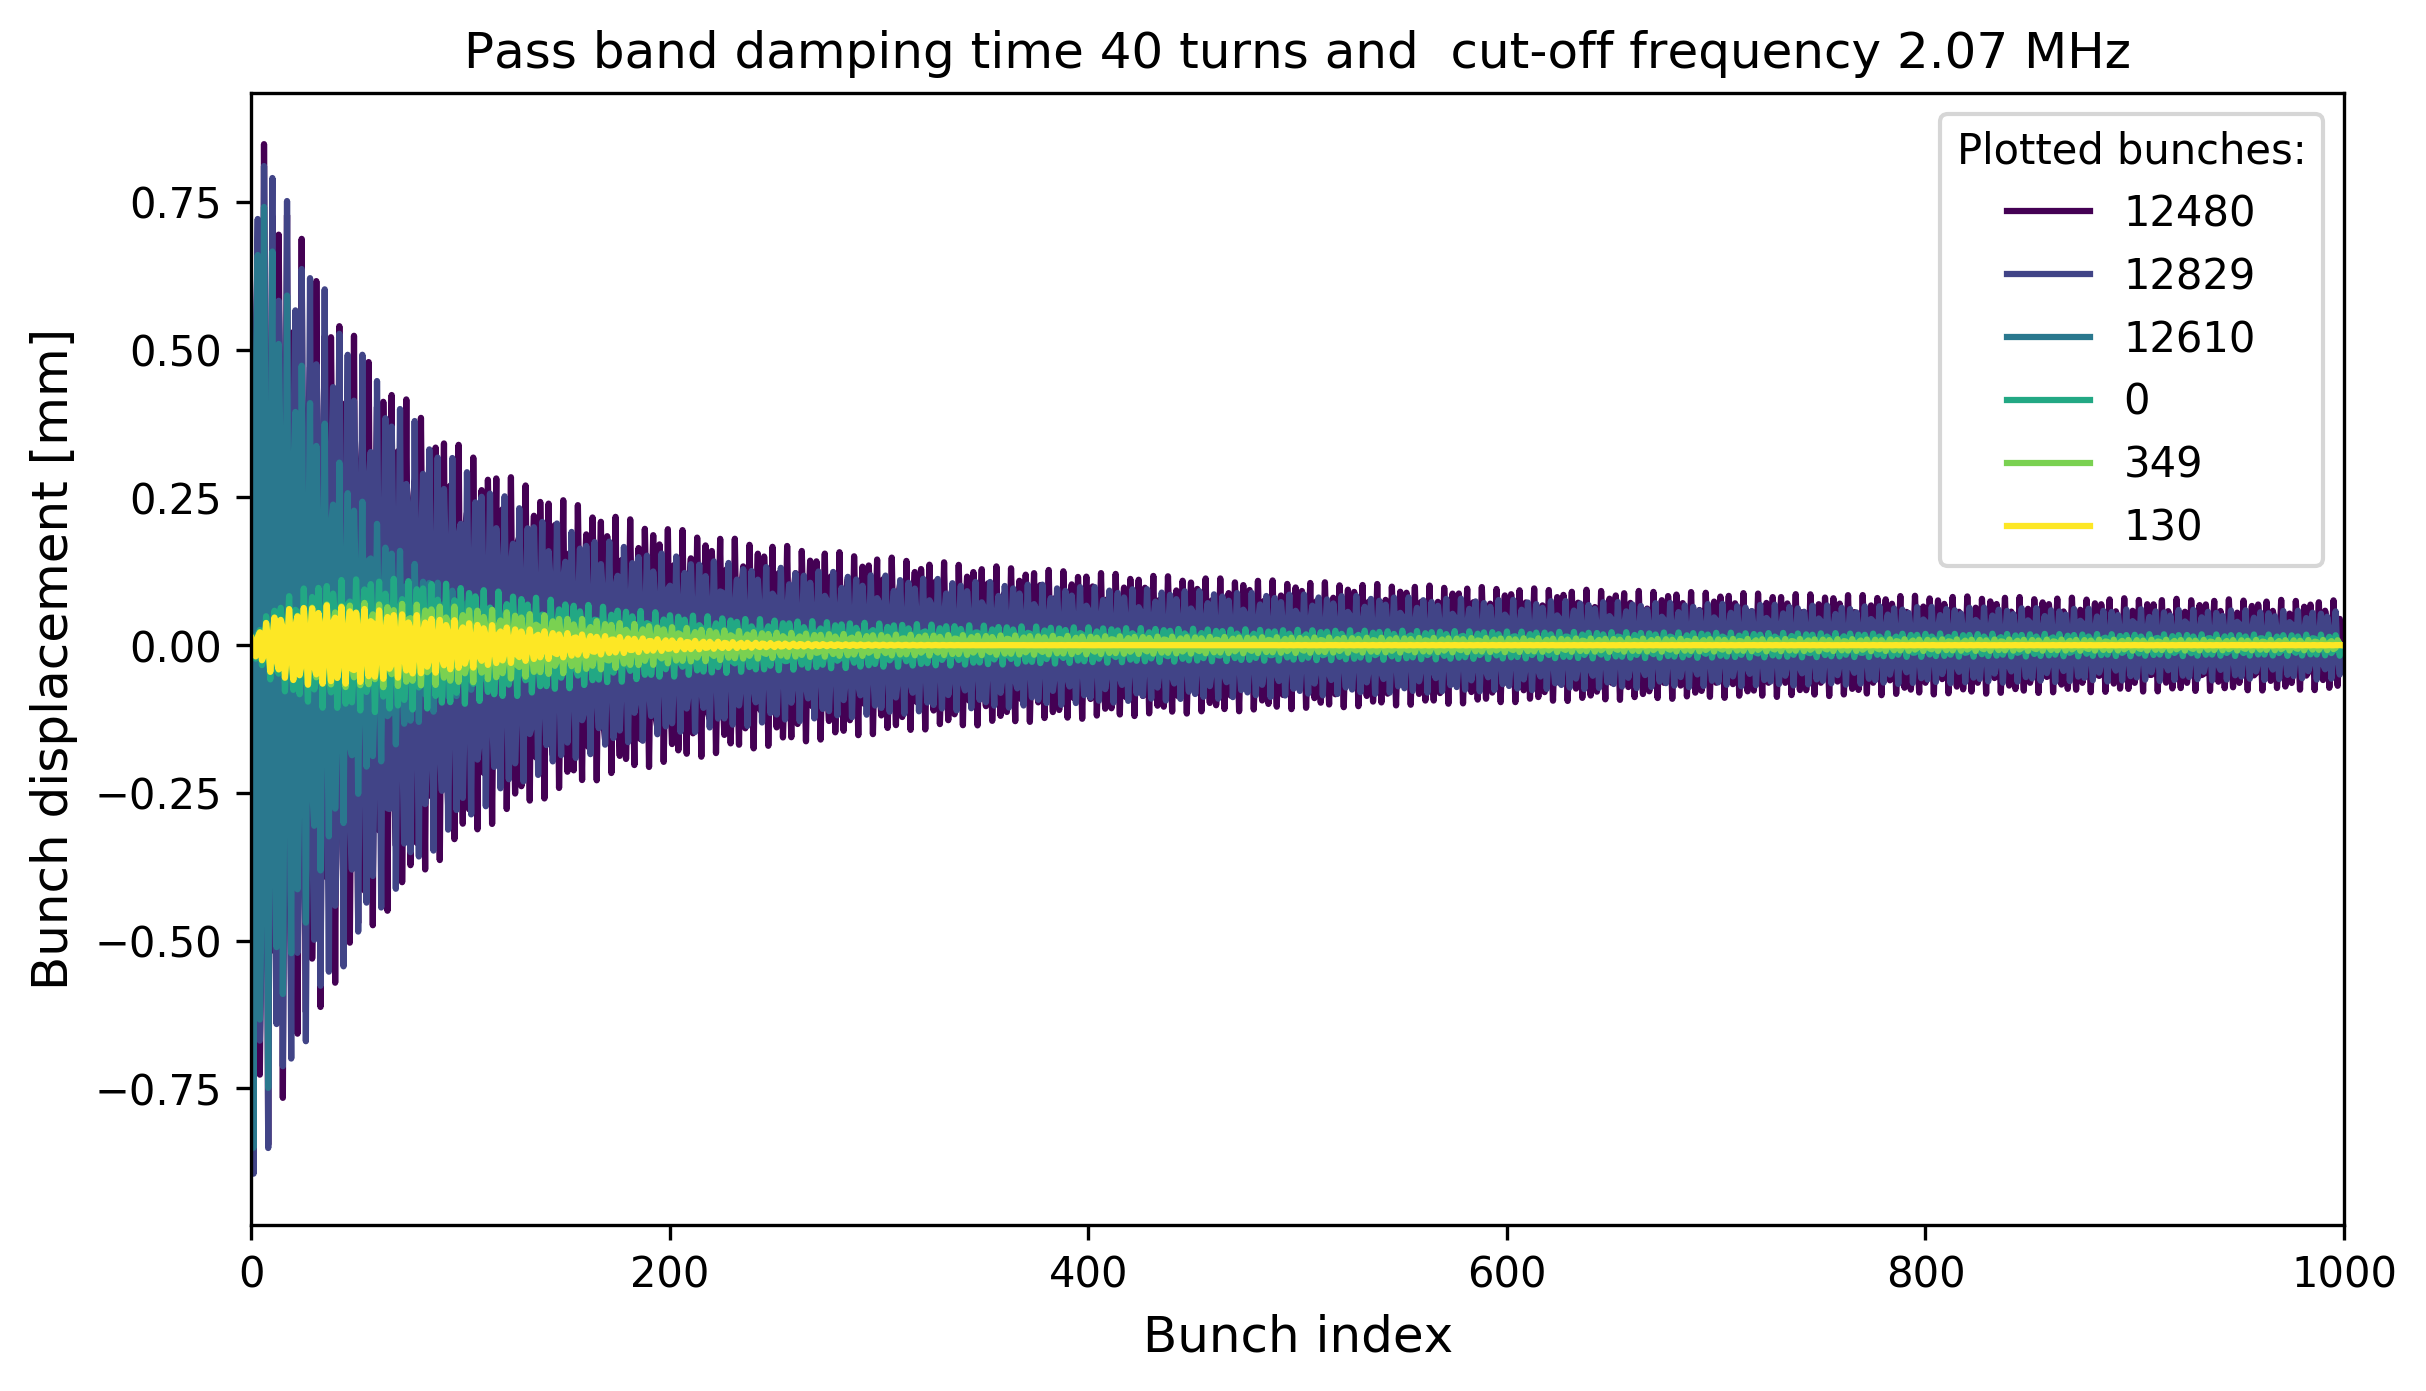 Pass band damping time 40 turns and  cut-off frequency 2.07 MHz
Bunch displacement [mm]
0.75
0.50
0.25
0.00
−0.25
−0.50
−0.75
Plotted bunches:
12480
12829
12610
0
349
130
0 200 400 600 800 1000
Bunch index